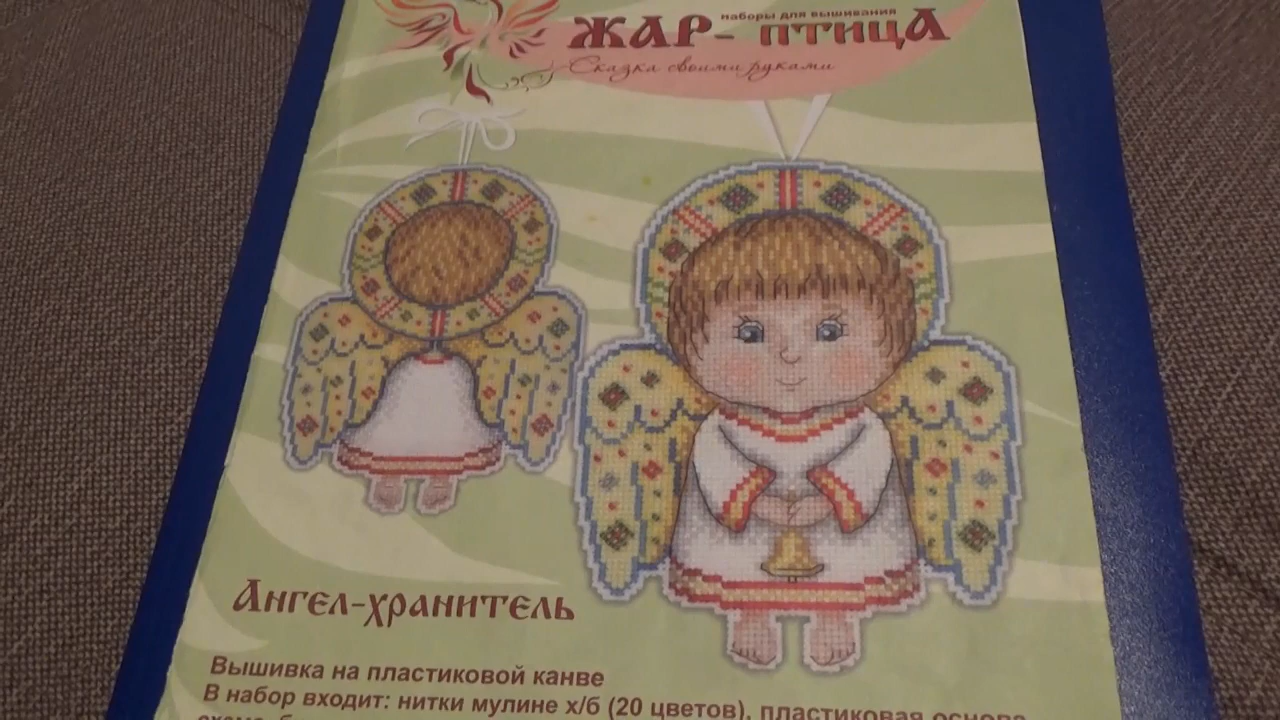 наборы для вышивания
ЖАР-ПТИЦА
Сказка своими руками
Ангел-хранитель
Вышивка на пластиковой канве
В набор входит: нитки мулине х/б (20 цветов), пластиковая основа